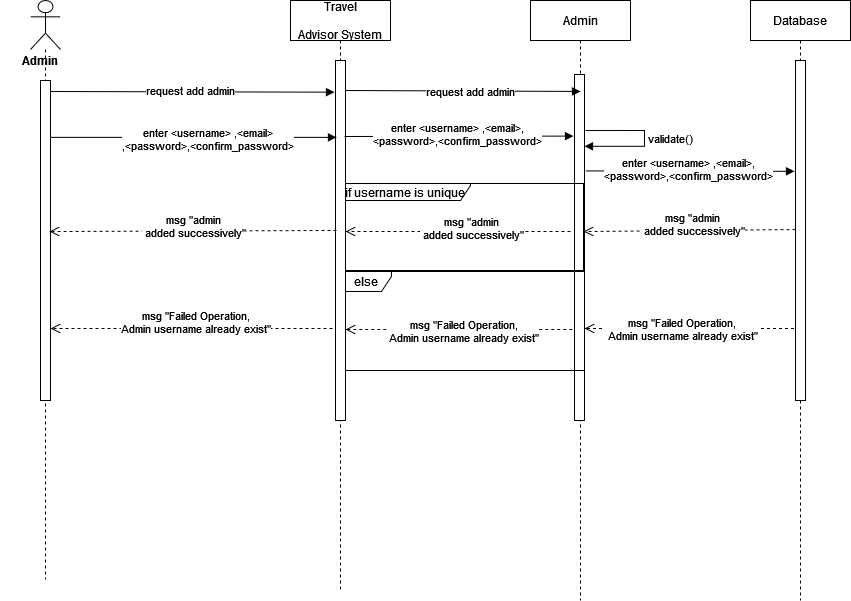 Travel
Advisor System
Admin
Database
Admin
request add admin
request add admin
enter <username> ,<email>
,<password>,<confirm_password>
enter <username> ,<email>,
<password>,<confirm_password>
validate()
enter <username> ,<email>,
<password>,<confirm_password>
if username is unique
msg "admin
added successively"
msg "admin
added successively"
msg "admin
added successively"
else
msg "Failed Operation,
Admin username already exist"
msg "Failed Operation,
Admin username already exist"
msg "Failed Operation,
Admin username already exist"